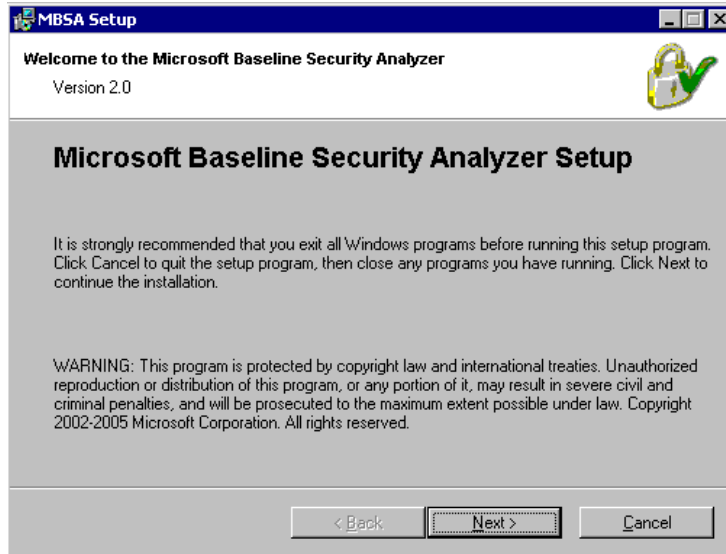 MBSA Setup
Welcome to the Microsoft Baseline Security Analyzer
Version 2.0
Microsoft Baseline Security Analyzer Setup
It is strongly recommended that you exit all Windows programs before running this setup program.
Click Cancel to quit the setup program, then close any programs you have running. Click Next to
continue the installation.
WARNING: This program is protected by copyright law and international treaties. Unauthorized
reproduction or distribution of this program, or any portion of it, may result in severe civil and
criminal penalties, and will be prosecuted to the maximum extent possible under law. Copyright
2002-2005 Microsoft Corporation. All rights reserved.
< Back
Next >
Cancel